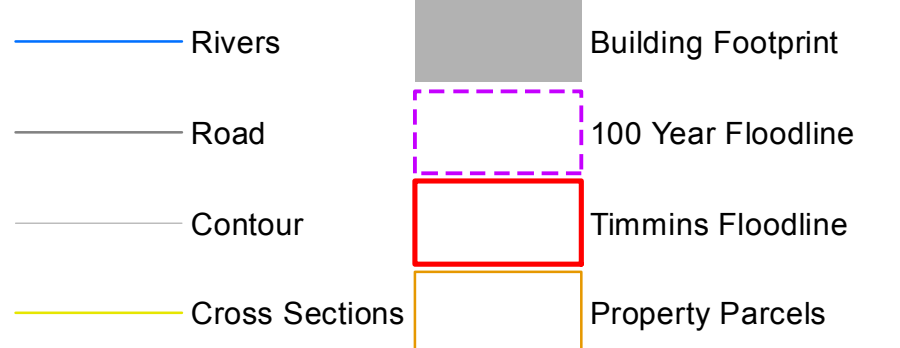 Rivers
Road
Contour
Cross Sections
Building Footprint
100 Year Floodline
Timmins Floodline
Property Parcels